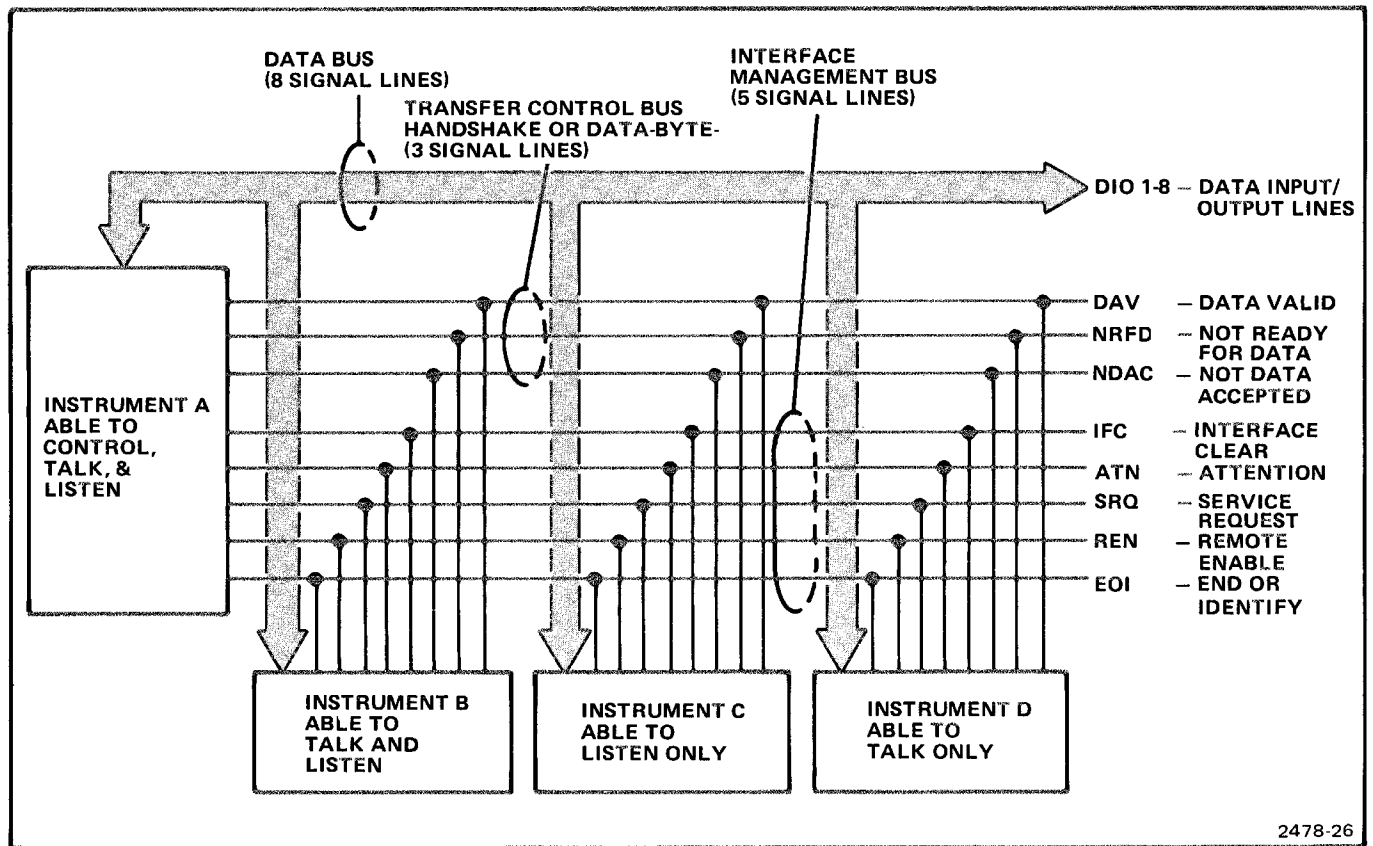 DATA BUS
(8 SIGNAL LINES)
TRANSFER CONTROL BUS
HANDSHAKE OR DATA-BYTE-
(3 SIGNAL LINES)
INTERFACE
MANAGEMENT BUS
(5 SIGNAL LINES)
DIO 1-8 — DATA INPUT/
OUTPUT LINES
DAV — DATA VALID
NRFD — NOT READY
FOR DATA
NDAC — NOT DATA
ACCEPTED
IFC — INTERFACE
CLEAR
ATN — ATTENTION
SRQ — SERVICE
REQUEST
REN — REMOTE
ENABLE
EOI — END OR
IDENTIFY
INSTRUMENT A
ABLE TO
CONTROL,
TALK, &
LISTEN
INSTRUMENT B
ABLE TO
TALK AND
LISTEN
INSTRUMENT C
ABLE TO
LISTEN ONLY
INSTRUMENT D
ABLE TO
TALK ONLY
2478-26